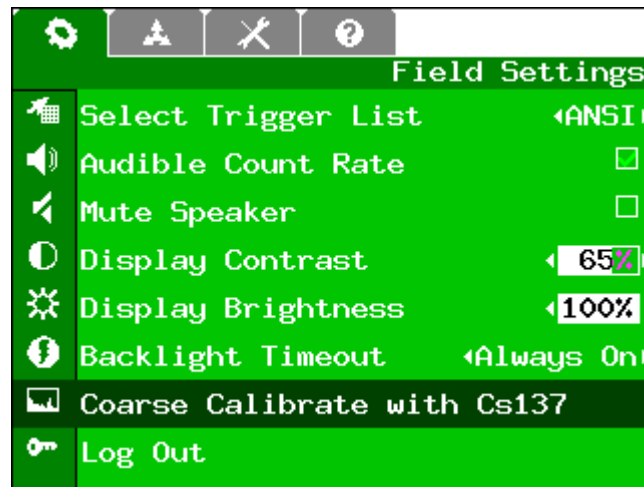 Field Settings
Select Trigger List ANSI
Audible Count Rate
Mute Speaker
Display Contrast 65%
Display Brightness 100%
Backlight Timeout Always On
Coarse Calibrate with Cs137
Log Out